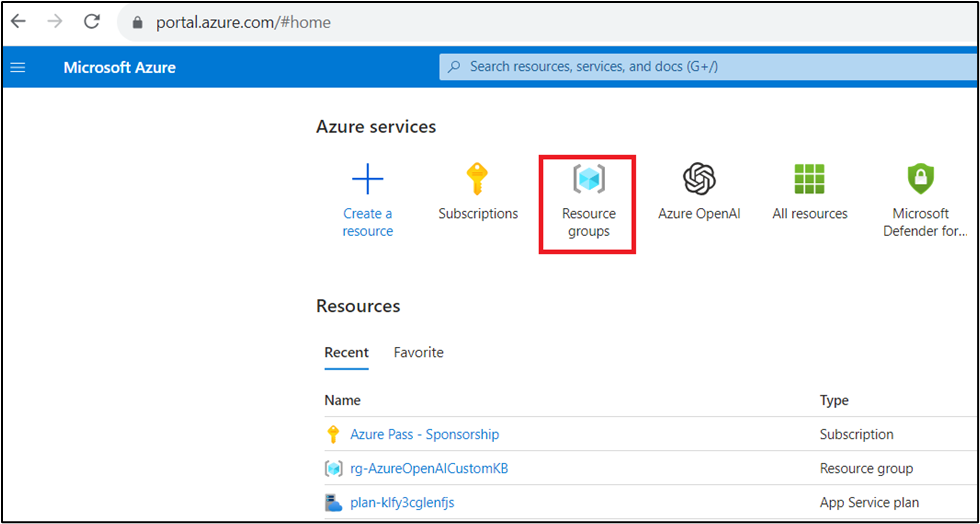 portal.azure.com/#home
Microsoft Azure
Search resources, services, and docs (G+/)
Azure services
Create a
resource
Subscriptions
Resource
groups
Azure OpenAI
All resources
Microsoft
Defender for...
Resources
Recent Favorite
Name Type
Azure Pass - Sponsorship Subscription
rg-AzureOpenAICustomKB Resource group
plan-klfy3cglenfjs App Service plan